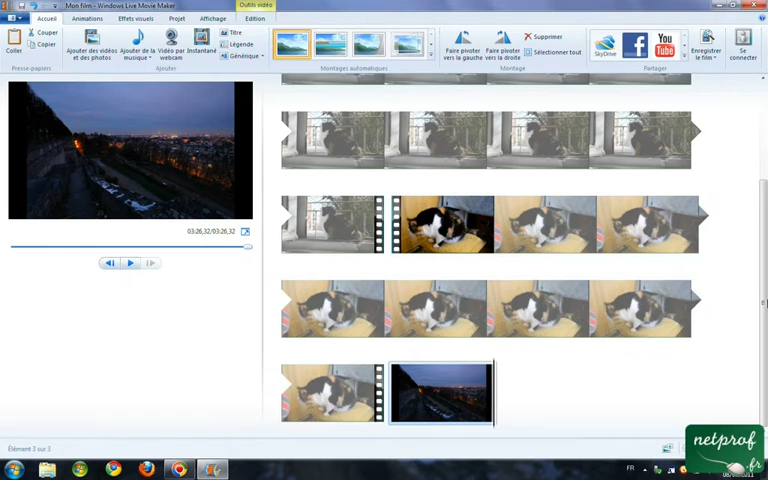 Mon film - Windows Live Movie Maker
Outils vidéo
Accueil Animations Effets visuels Projet Affichage Edition
Coller
Couper
Copier
Presse-papiers
Ajouter des vidéos et des photos
Ajouter des musique
Vidéo par webcam
Instantané
Titre
Légende
Générique
Ajouter
Montages automatiques
Faire pivoter vers la gauche
Faire pivoter vers la droite
Supprimer
Sélectionner tout
Montage
SkyDrive
You Tube
Partager
Enregistrer le film
Se connecter
03:26,32/03:26,32
Élément 3 sur 3
netprof
.fr
FR